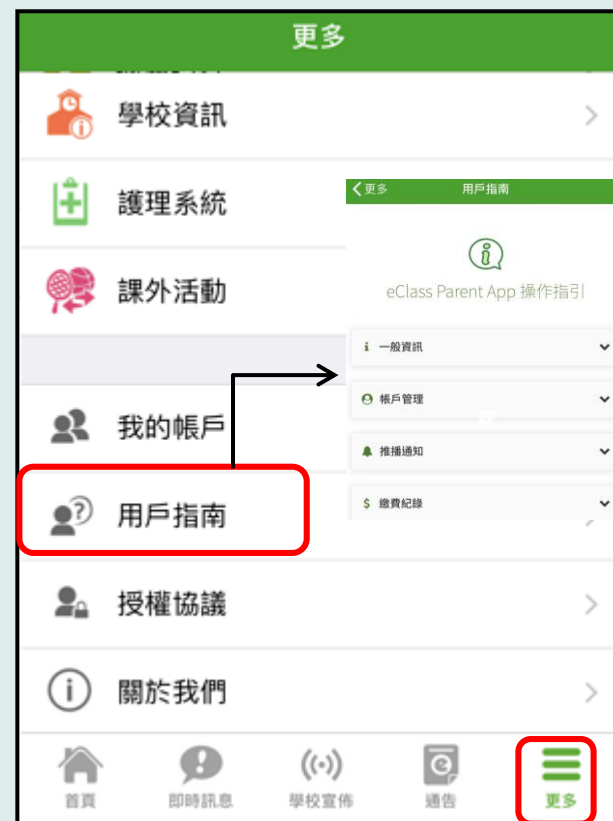 更多
學校資訊
護理系統
課外活動
我的帳戶
用戶指南
授權協議
關於我們
首頁
即時訊息
學校宣佈
通告
更多
更多
用戶指南
eClass Parent App 操作指引
一般資訊
帳戶管理
推播通知
繳費紀錄